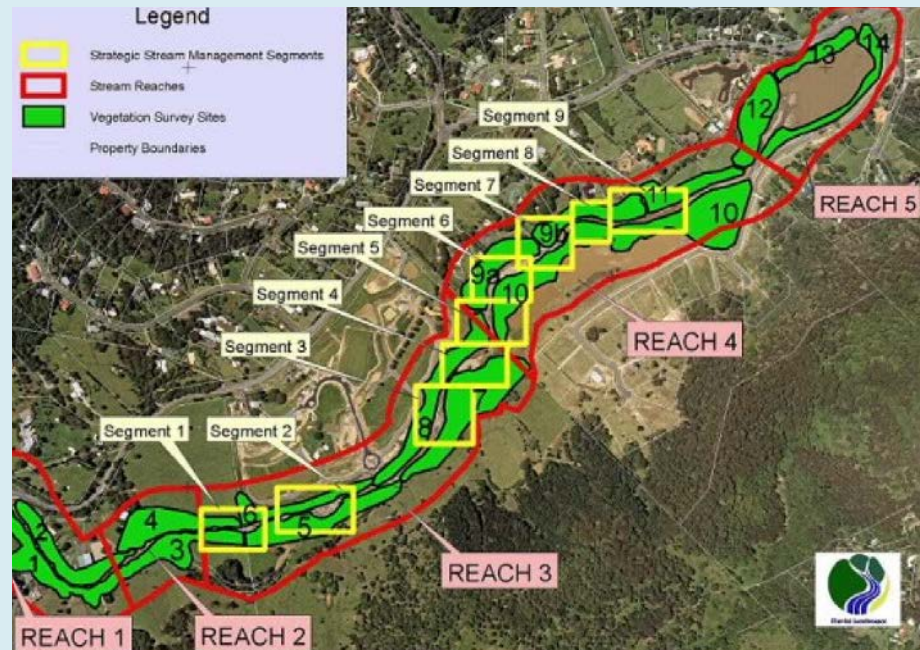 Legend
Strategic Stream Management Segments
Stream Reaches
Vegetation Survey Sites
Property Boundaries
Segment 9
Segment 8
Segment 7
Segment 6
Segment 5
Segment 4
Segment 3
Segment 2
Segment 1
13
14
12
11
10
9b
9a
10
8
6
5
4
3
2
1
REACH 5
REACH 4
REACH 3
REACH 2
REACH 1